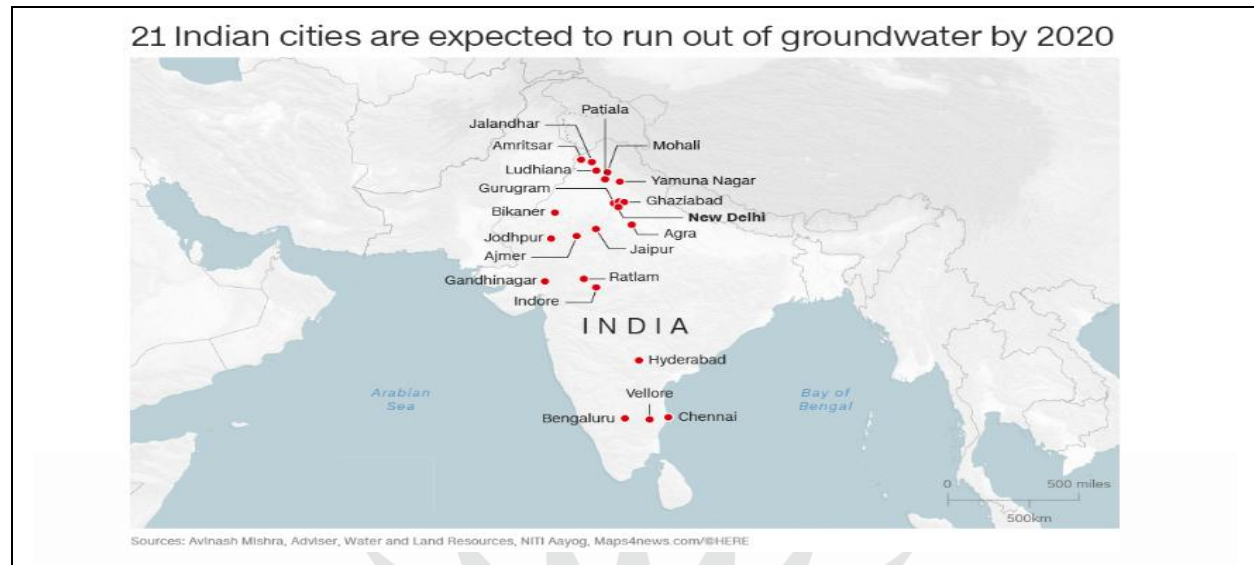 21 Indian cities are expected to run out of groundwater by 2020
Patiala
Jalandhar
Amritsar
Mohali
Ludhiana
Yamuna Nagar
Gurugram
Ghaziabad
Bikaner
New Delhi
Jodhpur
Agra
Ajmer
Jaipur
Gandhinagar
Ratlam
Indore
INDIA
Hyderabad
Arabian
Sea
Vellore
Bay of
Bengal
Bengaluru
Chennai
0 500 miles
500km
Sources: Avinash Mishra, Adviser, Water and Land Resources, NITI Aayog, Maps4news.com/©HERE